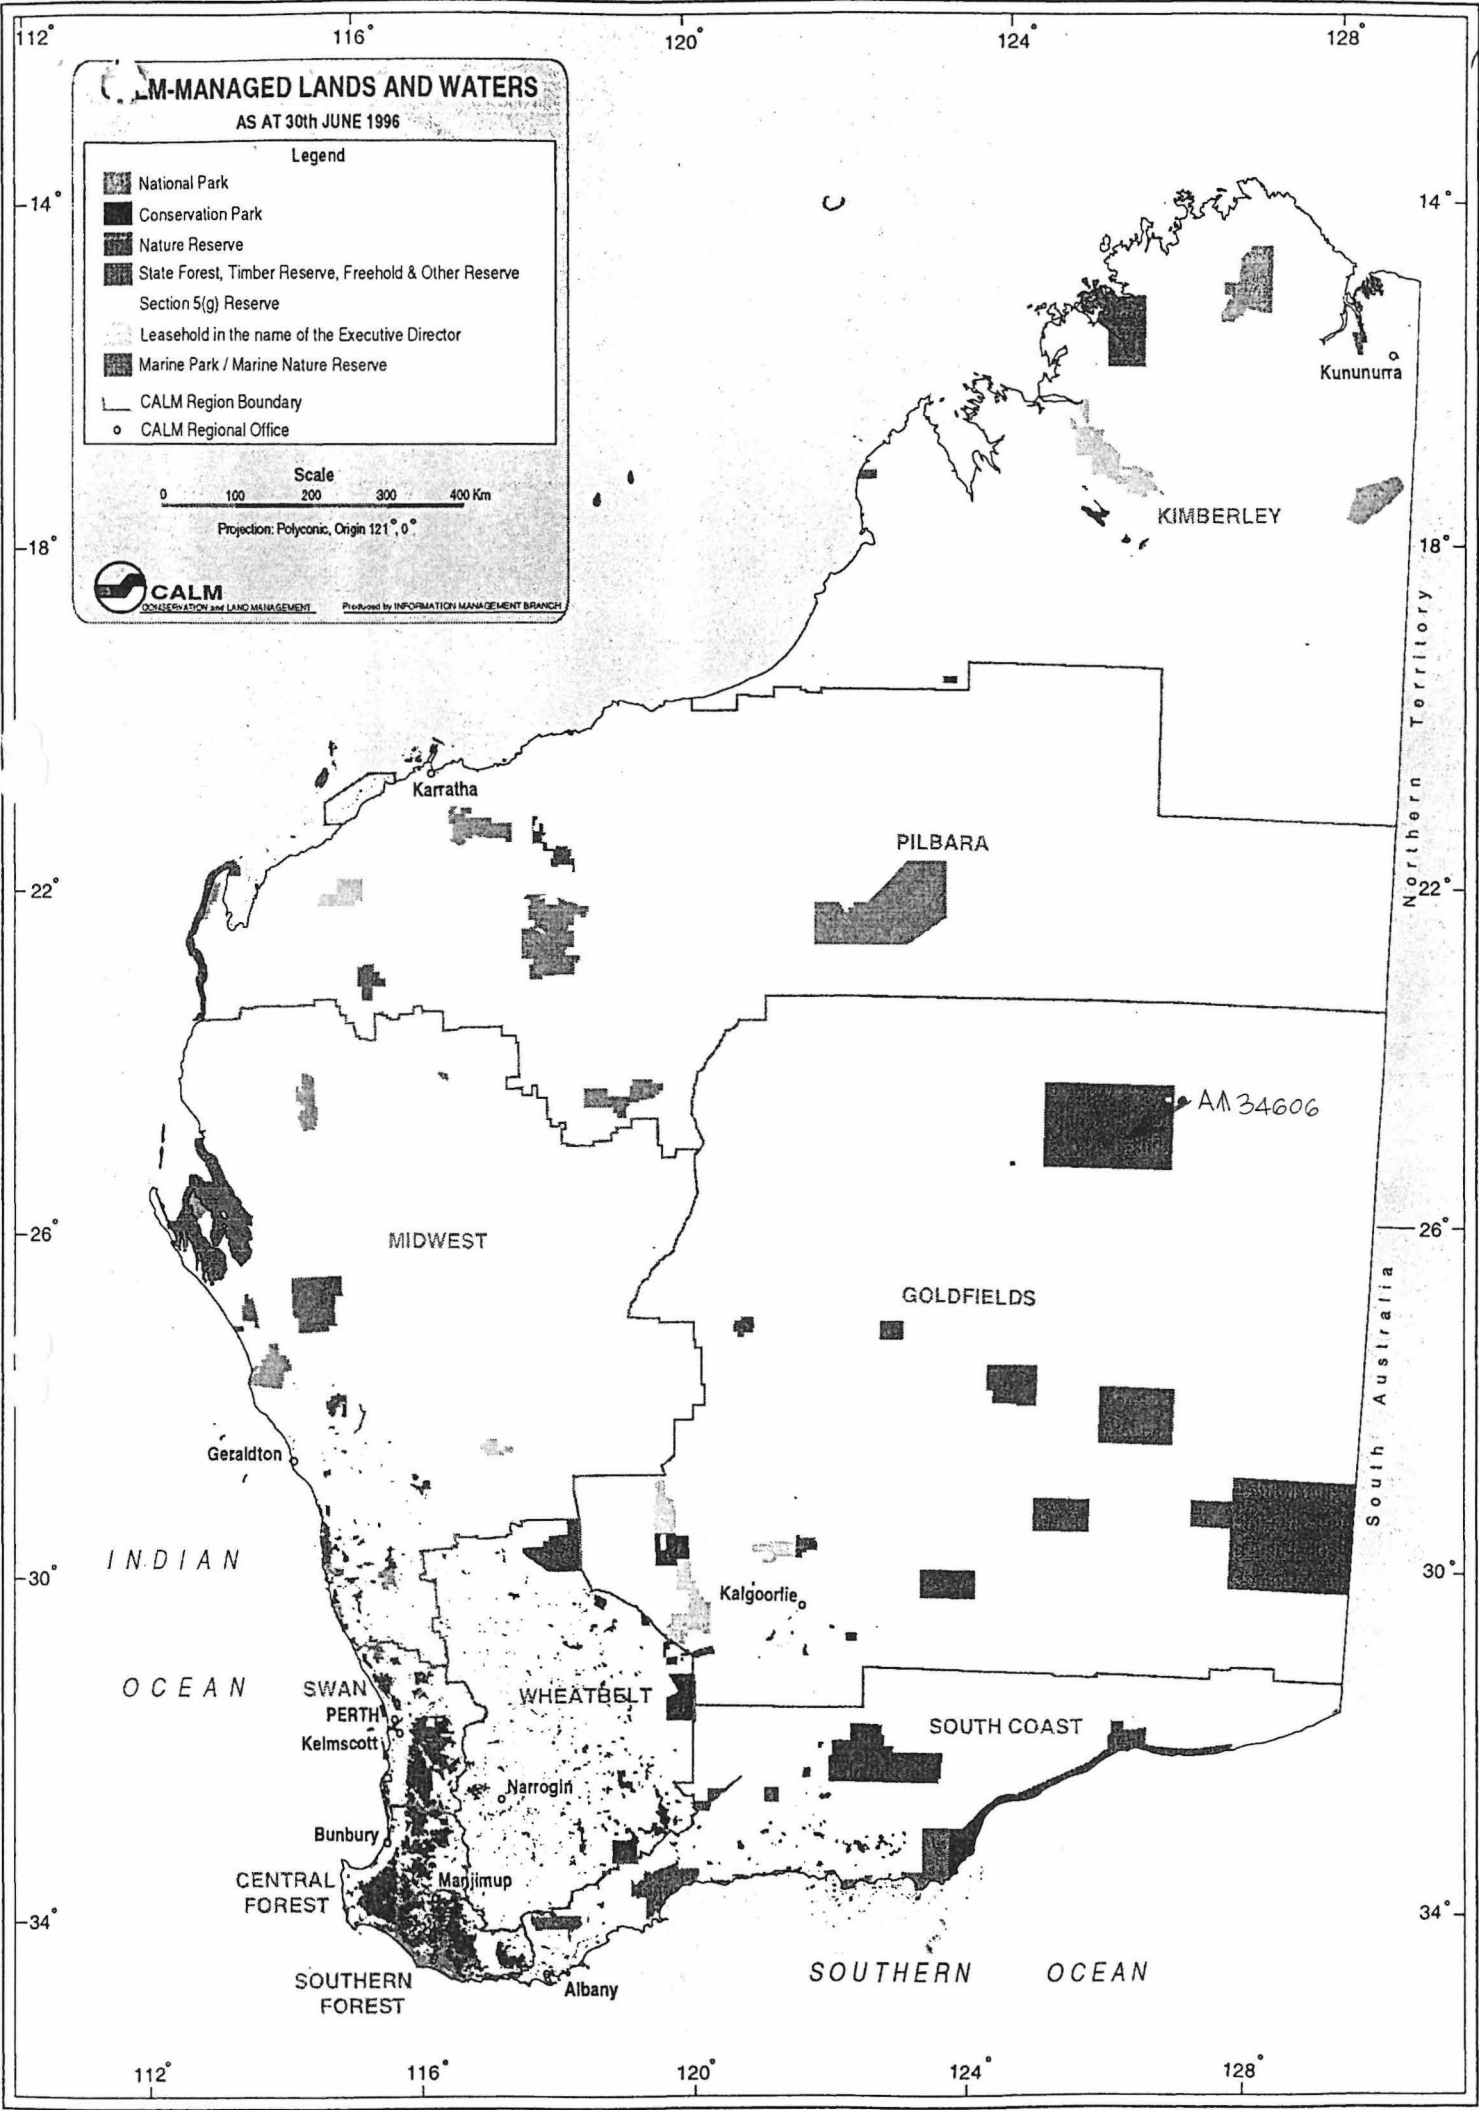 112° 116° 120° 124° 128°
LM-MANAGED LANDS AND WATERS
AS AT 30th JUNE 1996
Legend
National Park
Conservation Park
Nature Reserve
State Forest, Timber Reserve, Freehold & Other Reserve
Section 5(g) Reserve
Leasehold in the name of the Executive Director
Marine Park / Marine Nature Reserve
CALM Region Boundary
CALM Regional Office
Scale
0 100 200 300 400 Km
Projection: Polyconic, Origin 121°, 0°
CALM
CONSERVATION and LAND MANAGEMENT
Produced by INFORMATION MANAGEMENT BRANCH
14° 14°
Kununurra
KIMBERLEY
18° 18°
Northern Territory
Karratha
PILBARA
22° 22°
34606
26° 26°
MIDWEST
GOLDFIELDS
South Australia
Geraldton
INDIAN
OCEAN
30° 30°
Kalgoorlie
SWAN
PERTH
Kelmscott
WHEATBELT
SOUTH COAST
Narrogin
Bunbury
CENTRAL
FOREST
Manjimup
34° 34°
SOUTHERN
FOREST
Albany
SOUTHERN OCEAN
112° 116° 120° 124° 128°